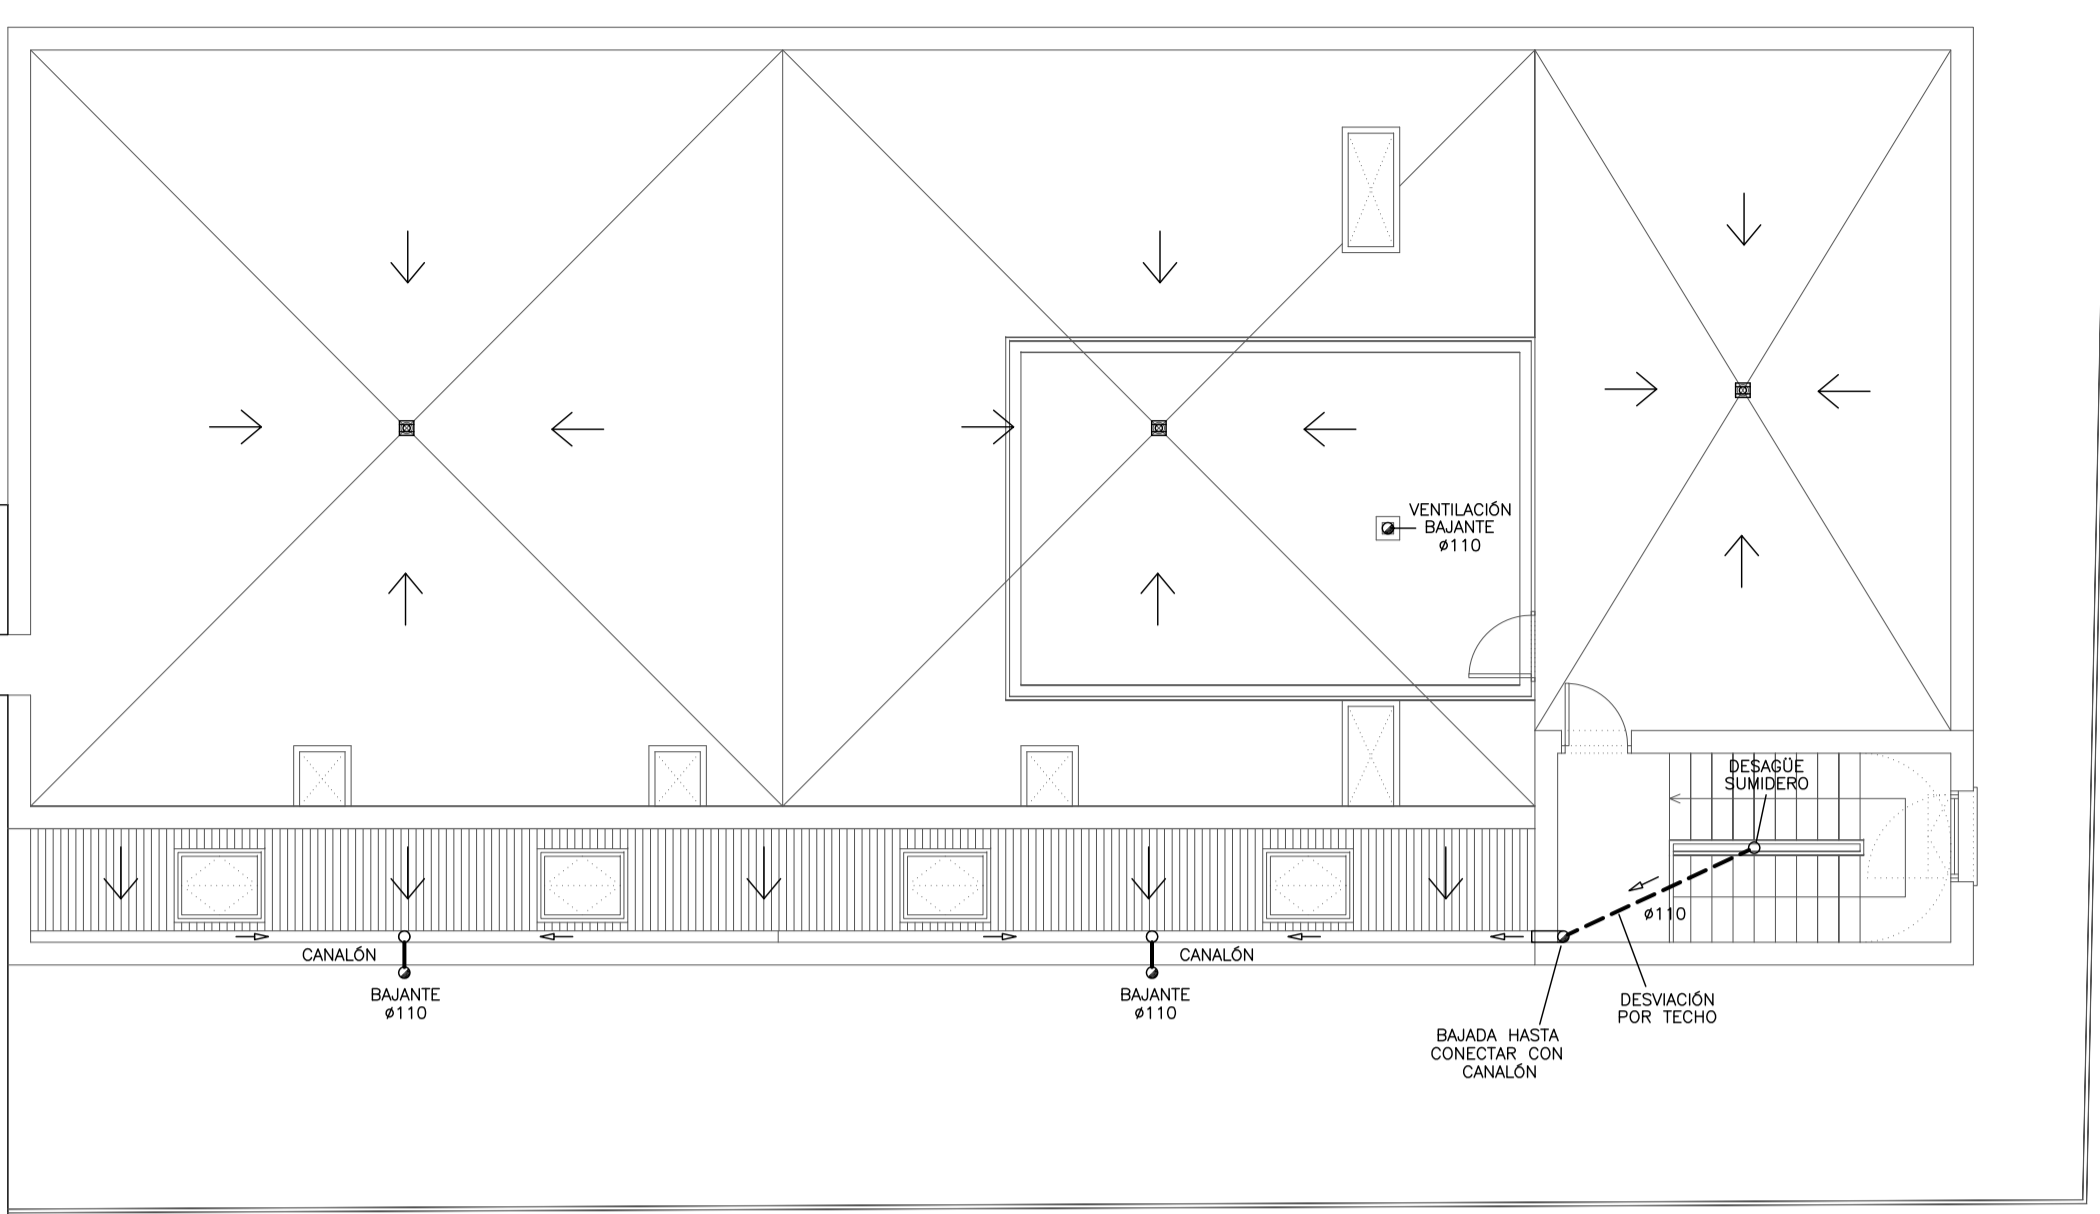 VENTILACIÓN
BAJANTE
ø110
DESAGÜE
SUMIDERO
ø110
CANALÓN
CANALÓN
BAJANTE
ø110
BAJANTE
ø110
DESVIACIÓN
POR TECHO
BAJADA HASTA
CONECTAR CON
CANALÓN